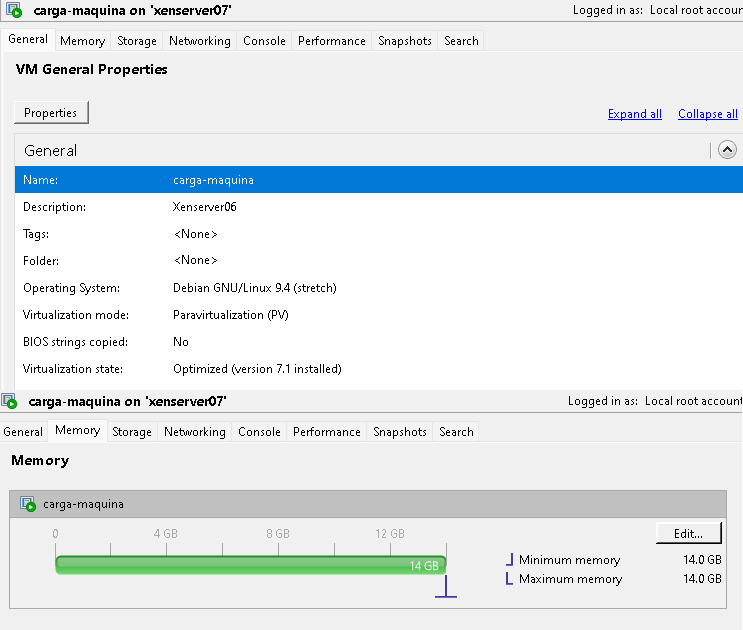 carga-maquina on 'xenserver07' Logged in as: Local root accour
General Memory Storage Networking Console Performance Snapshots Search
VM General Properties
Properties Expand all Collapse all
General
Name: carga-maquina
Description: Xenserver06
Tags: <None>
Folder: <None>
Operating System: Debian GNU/Linux 9.4 (stretch)
Virtualization mode: Paravirtualization (PV)
BIOS strings copied: No
Virtualization state: Optimized (version 7.1 installed)
carga-maquina on 'xenserver07' Logged in as: Local root account
General Memory Storage Networking Console Performance Snapshots Search
Memory
carga-maquina
0 4 GB 8 GB 12 GB Edit...
14 GB Minimum memory 14.0 GB
Maximum memory 14.0 GB